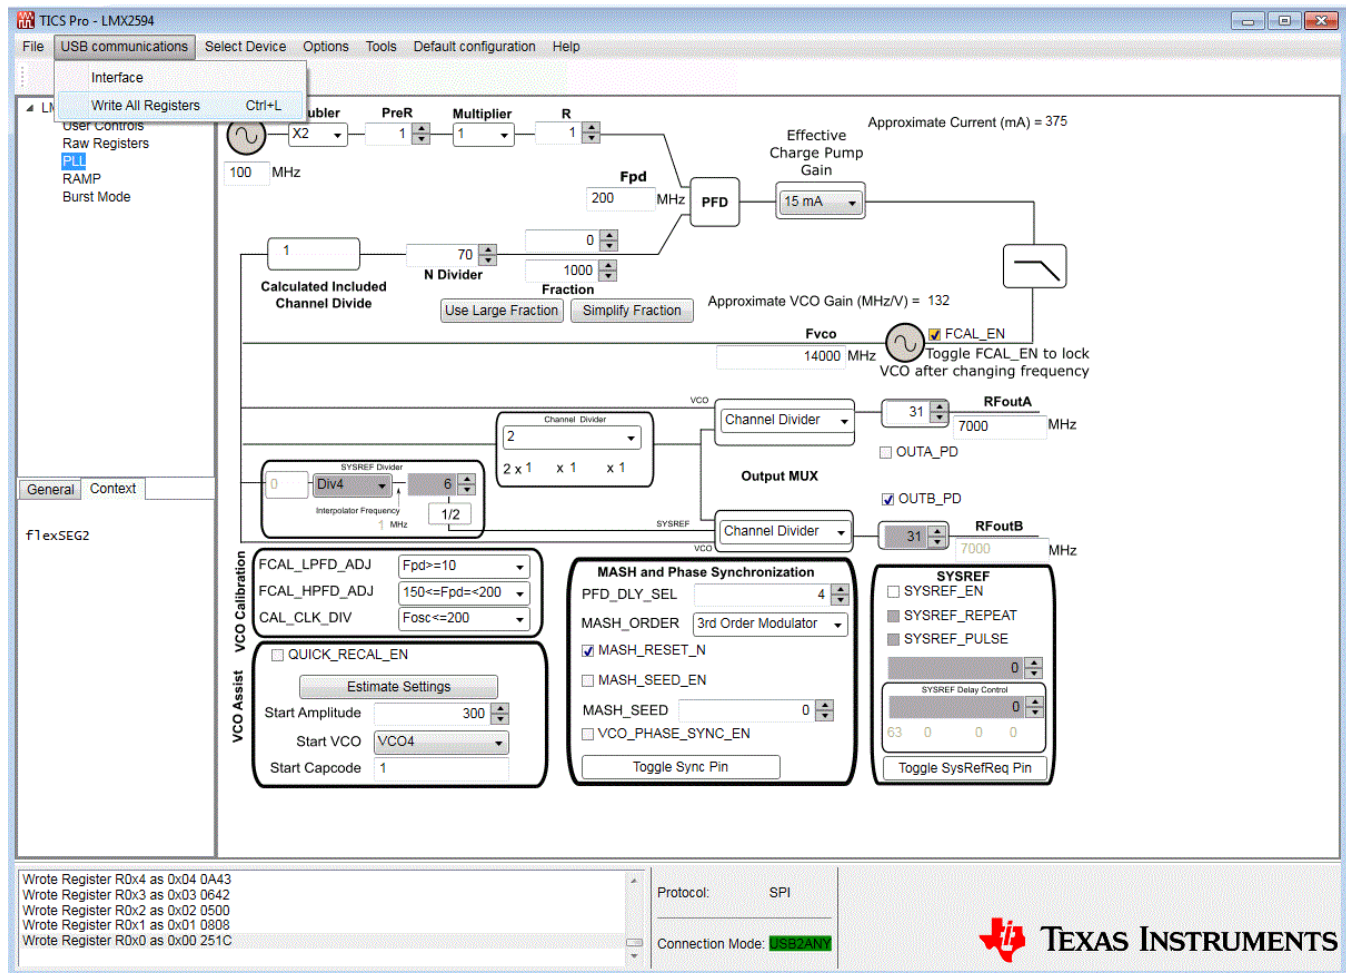 TICS Pro - LMX2594
File USB communications Select Device Options Tools Default configuration Help
Interface
Write All Registers Ctrl+L
User Controls
Raw Registers
PLL
RAMP
Burst Mode
PreR Multiplier R
X2 1 1 1
100 MHz
Approximate Current (mA) = 375
Effective
Charge Pump
Gain
15 mA
Fpd
200 MHz
PFD
1
Calculated Included
Channel Divide
70
N Divider
0
1000
Fraction
Use Large Fraction Simplify Fraction
Approximate VCO Gain (MHz/V) = 132
Fvco
14000 MHz
FCAL_EN
Toggle FCAL_EN to lock
VCO after changing frequency
VCO
Channel Divider
2
2 x 1 x 1 x 1
Channel Divider
31
RFoutA
7000 MHz
OUTA_PD
Output MUX
OUTB_PD
SYSREF Divider
0 Div4 6
Interpolator Frequency
1 MHz
1/2
SYSREF
Channel Divider
VCO
31
RFoutB
7000 MHz
General Context
flexSEG2
VCO Calibration
FCAL_LPFD_ADJ Fpd>=10
FCAL_HPFD_ADJ 150<=Fpd=<200
CAL_CLK_DIV Fosc<=200
VCO Assist
QUICK_RECAL_EN
Estimate Settings
Start Amplitude 300
Start VCO VCO4
Start Capcode 1
MASH and Phase Synchronization
PFD_DLY_SEL 4
MASH_ORDER 3rd Order Modulator
MASH_RESET_N
MASH_SEED_EN
MASH_SEED 0
VCO_PHASE_SYNC_EN
Toggle Sync Pin
SYSREF
SYSREF_EN
SYSREF_REPEAT
SYSREF_PULSE
0
SYSREF Delay Control
0
63 0 0 0
Toggle SysRefReq Pin
Wrote Register R0x4 as 0x04 0A43
Wrote Register R0x3 as 0x03 0642
Wrote Register R0x2 as 0x02 0500
Wrote Register R0x1 as 0x01 0808
Wrote Register R0x0 as 0x00 251C
Protocol: SPI
Connection Mode: USB2ANY
TEXAS INSTRUMENTS